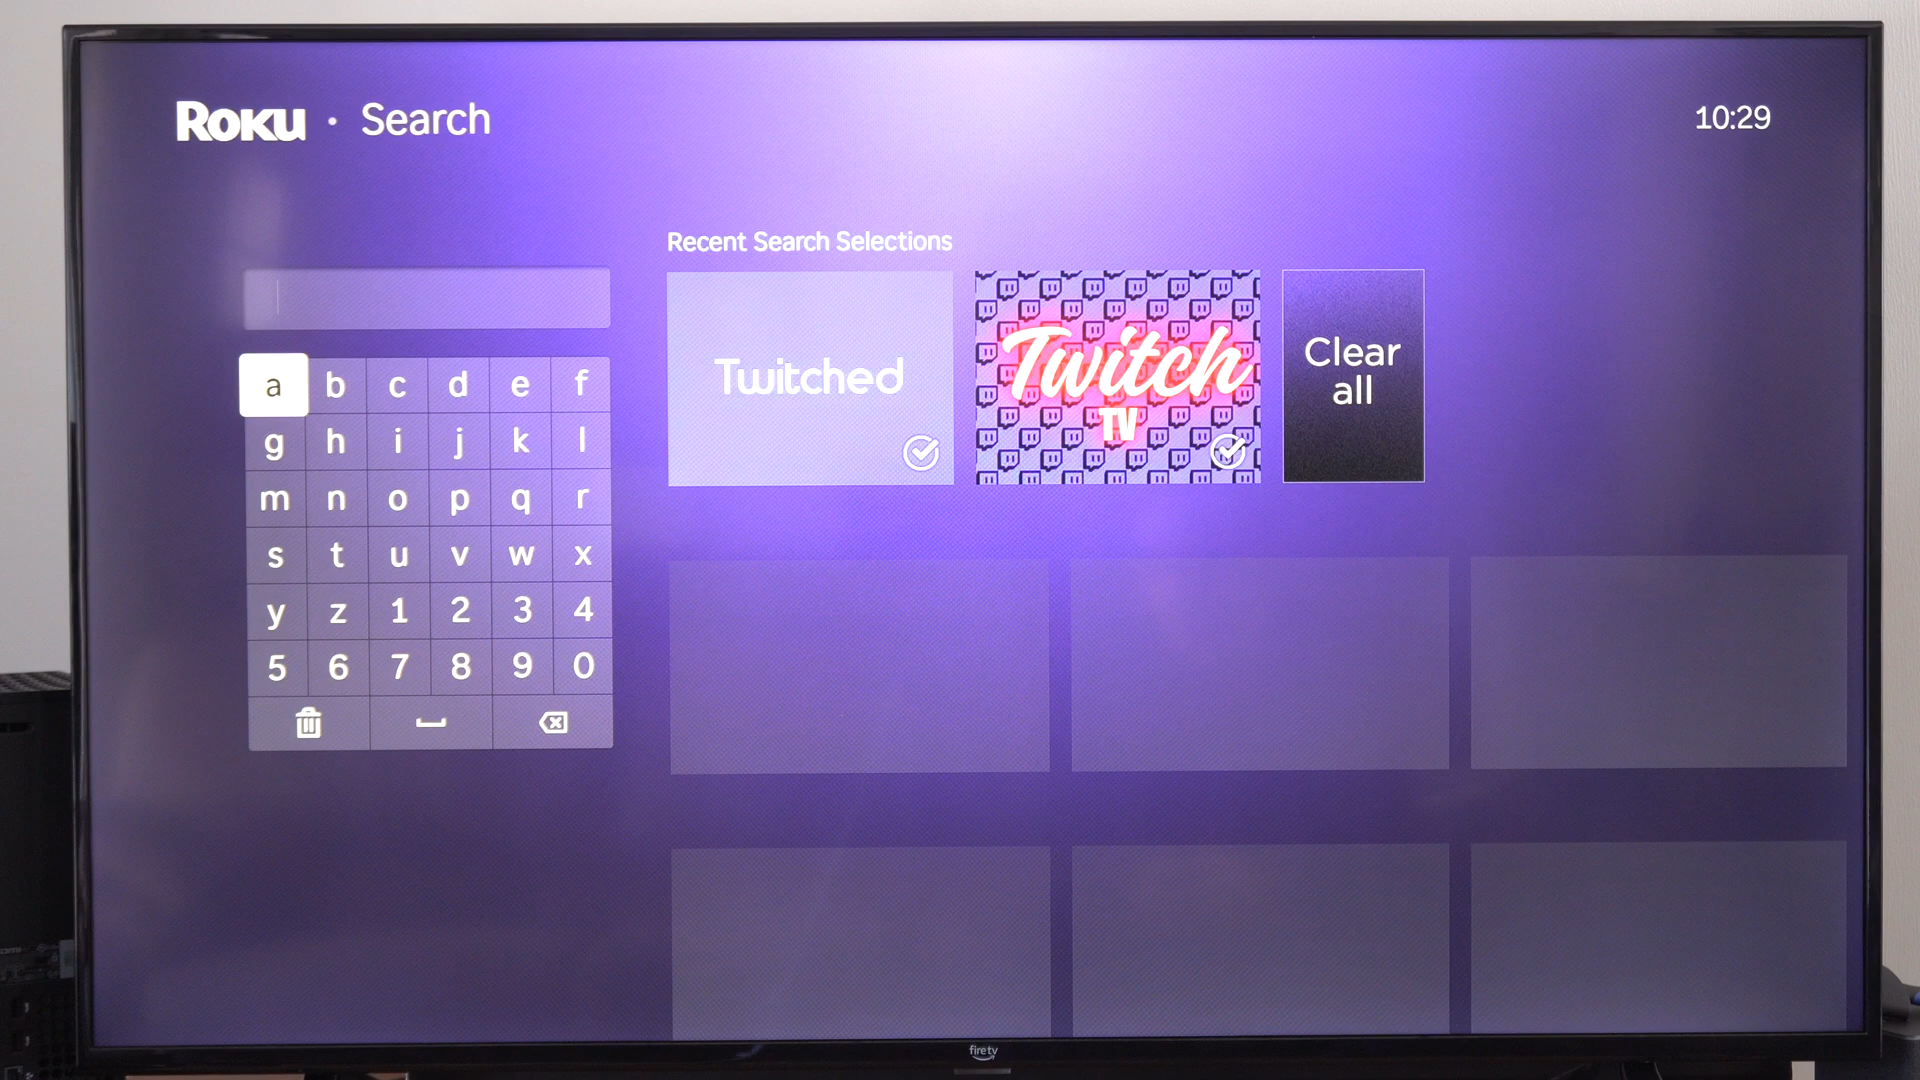 Roku · Search
10:29
Recent Search Selections
Twitched
Twitch
TV
Clear
all
a b c d e f
g h i j k l
m n o p q r
s t u v w x
y z 1 2 3 4
5 6 7 8 9 0
firetv